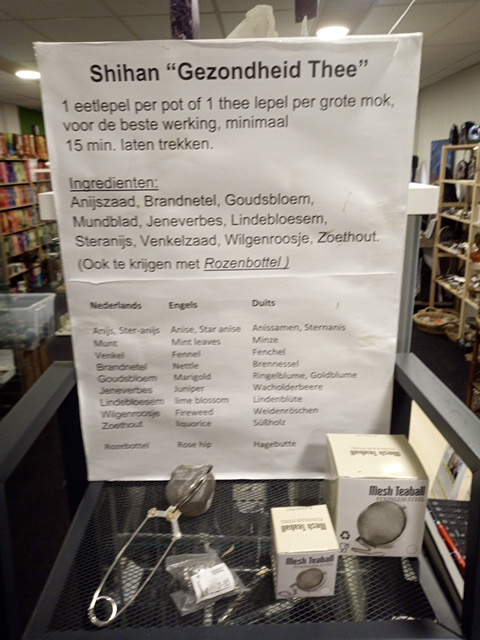 Shihan “Gezondheid Thee”
1 eetlepel per pot of 1 thee lepel per grote mok,
voor de beste werking, minimaal
15 min. laten trekken.
Ingredienten:
Anijszaad, Brandnetel, Goudsbloem,
Mundblad, Jeneverbes, Lindebloesem,
Steranijs, Venkelzaad, Wilgenroosje, Zoethout.
(Ook te krijgen met Rozenbottel )
Nederlands Engels Duits
Anijs, Ster-anijs Anise, Star anise Anissamen, Sternanis
Munt Mint leaves Minze
Venkel Fennel Fenchel
Brandnetel Nettle Brennessel
Goudsbloem Marigold Ringelblume, Goldblume
Jeneverbes Juniper Wacholderbeere
Lindebloesem lime blossom Lindenblüte
Wilgenroosje Fireweed Weidenröschen
Zoethout liquorice Süßholz
Rozebottel Rose hip Hagebutte
Mesh Teaball
Mesh Teaball
Mesh Teaball